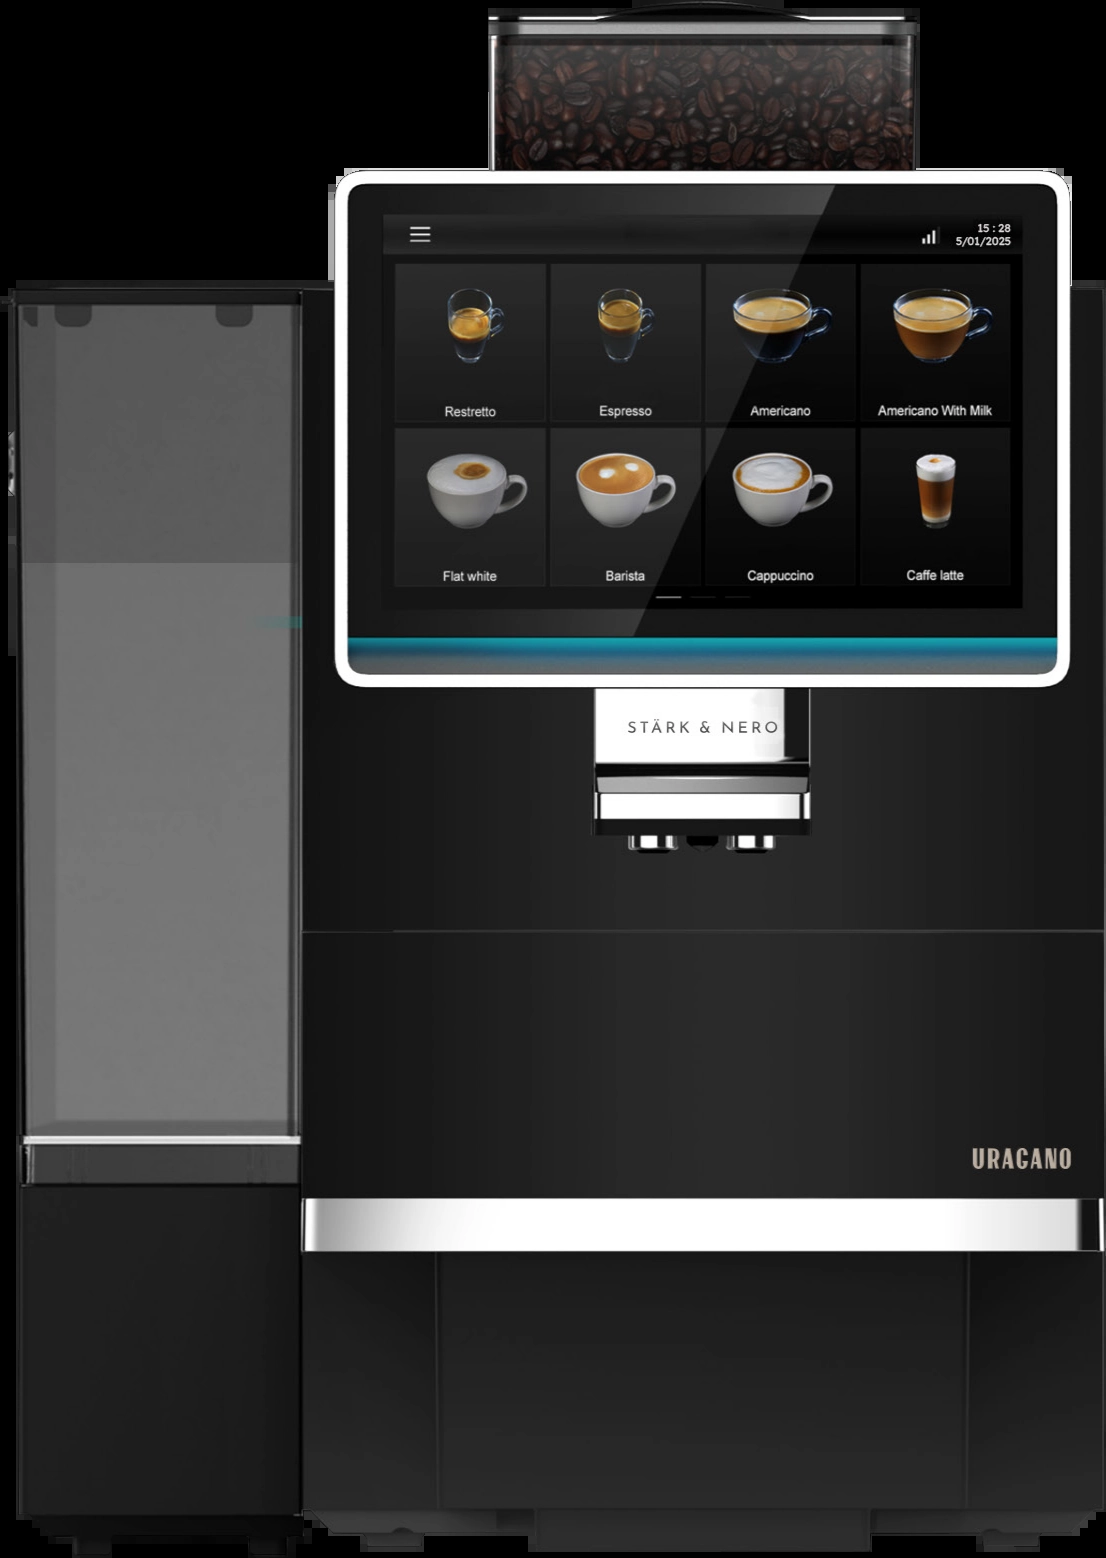 15 : 28
5/01/2025
Restretto
Espresso
Americano
Americano With Milk
Flat white
Barista
Cappuccino
Caffe latte
STÄRK & NERO
URAGANO